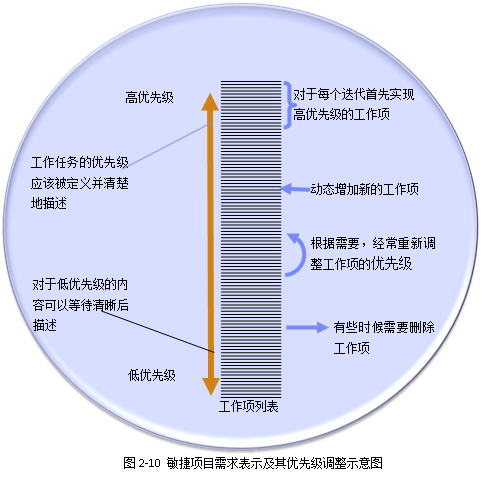 高优先级
对于每个迭代首先实现
高优先级的工作项
工作任务的优先级
应该被定义并清楚
地描述
动态增加新的工作项
根据需要，经常重新调
整工作项的优先级
对于低优先级的内
容可以等待清晰后
描述
有些时候需要删除
工作项
低优先级
工作项列表
图 2-10 敏捷项目需求表示及其优先级调整示意图